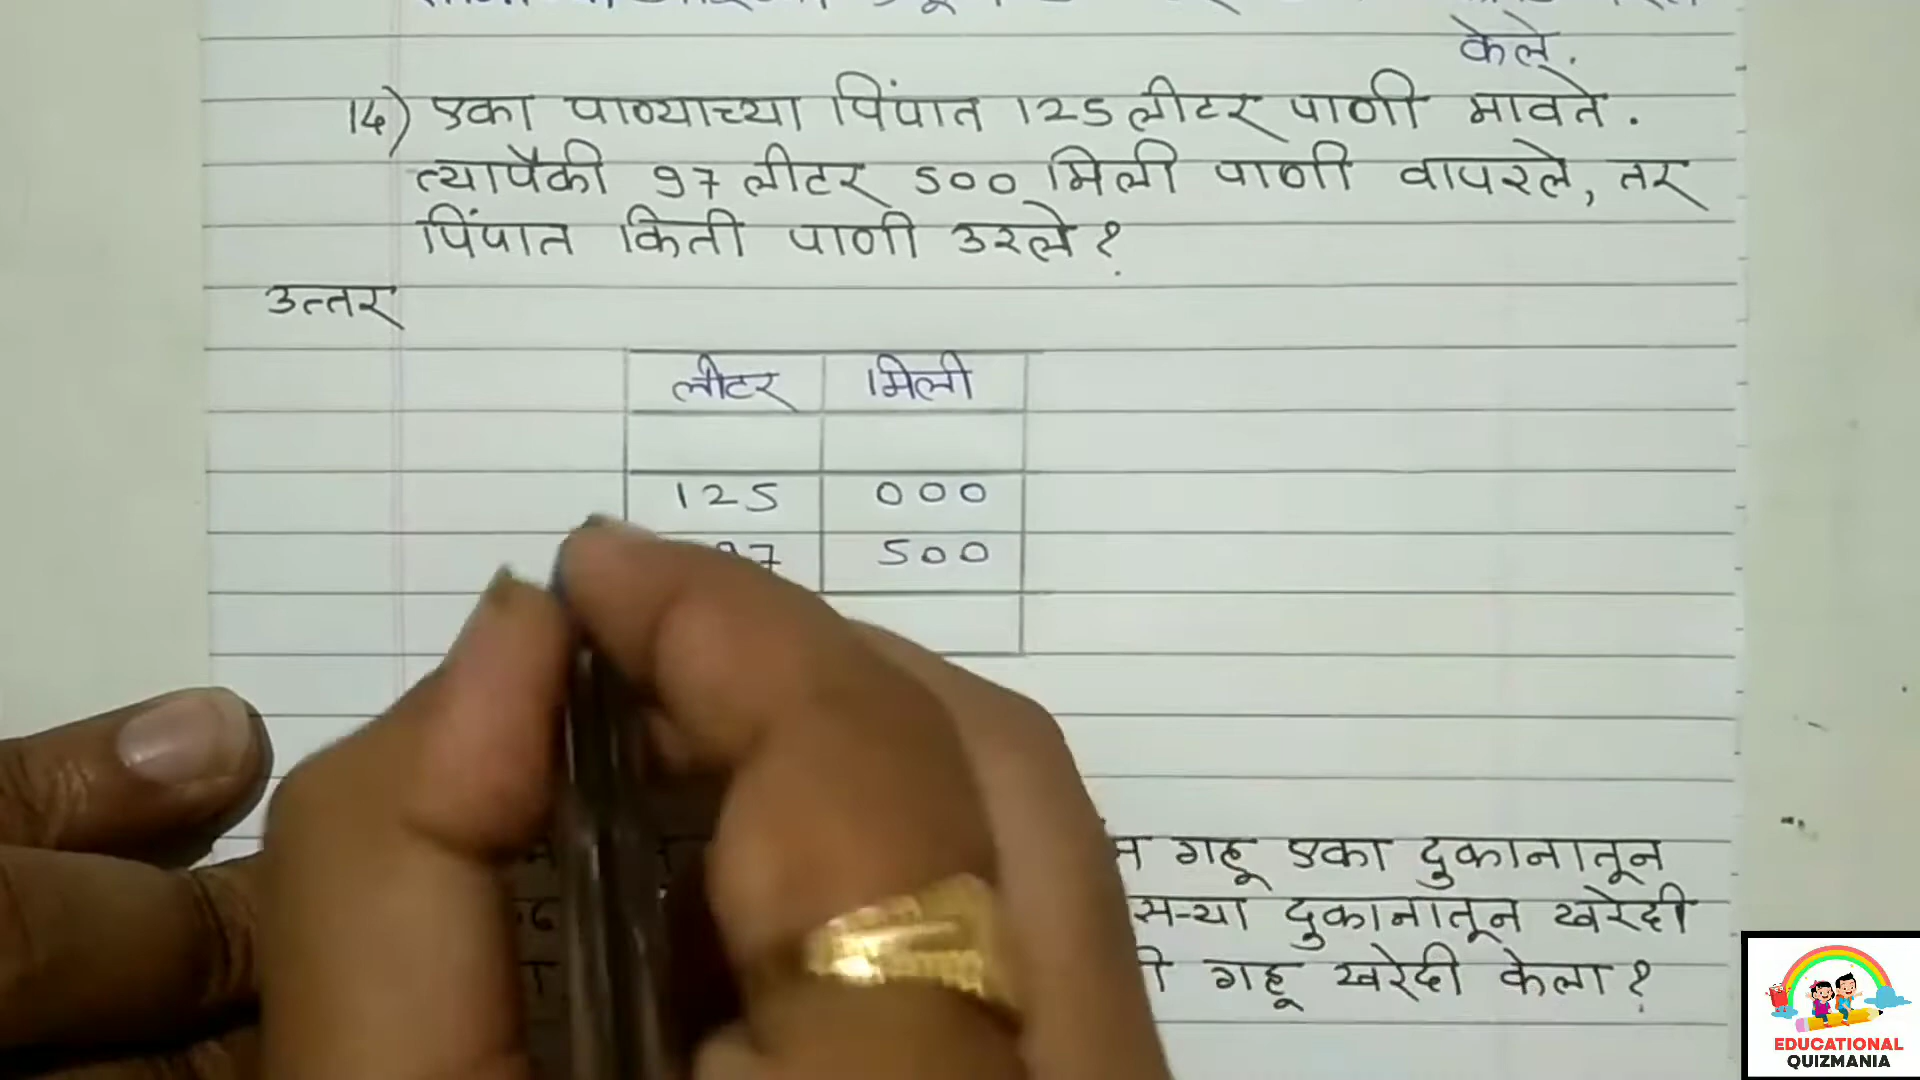 केले.
14) एका पाण्याच्या पिंपात 125 लीटर पाणी मावते.
त्यापैकी 97 लीटर 500 मिली पाणी वापरले, तर
पिंपात किती पाणी उरले?
उत्तर
लीटर मिली
125 000
97 500
गहू एका दुकानातून
दुकानातून खरेदी
गहू खरेदी केला?
EDUCATIONAL
QUIZMANIA